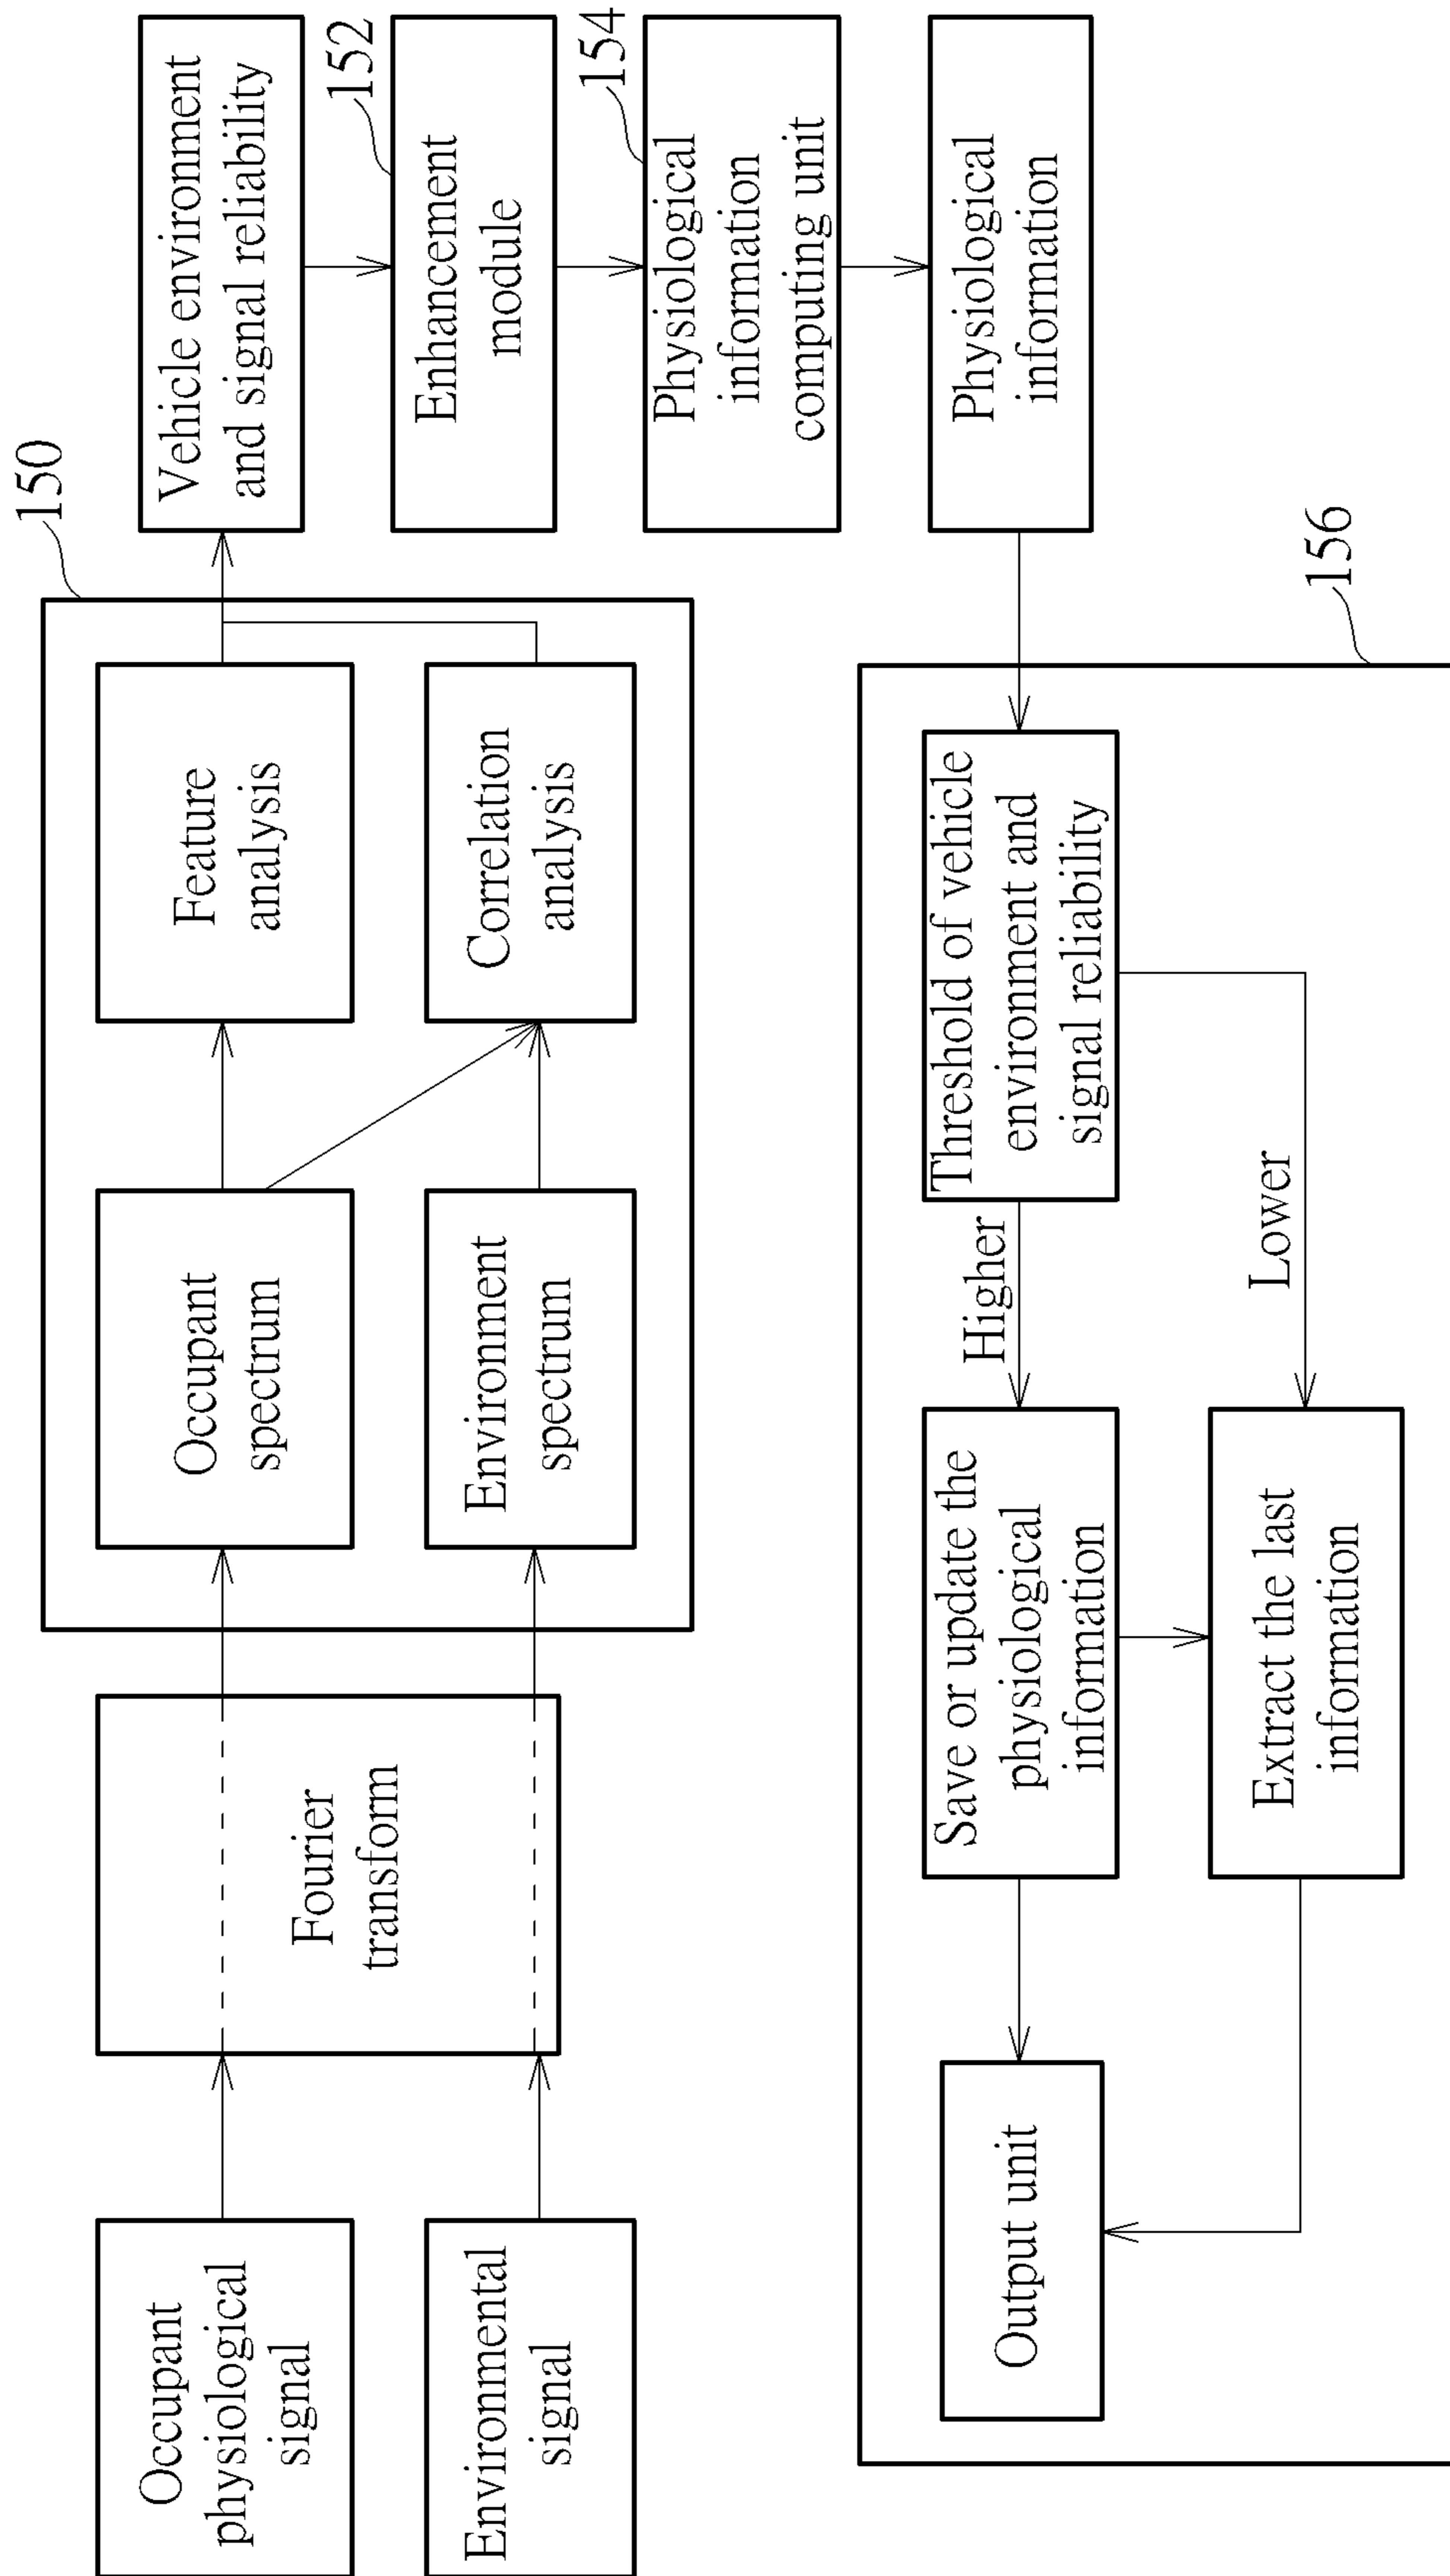 Occupant
physiological
signal
Environmental
signal
Fourier
transform
150
Occupant
spectrum
Environment
spectrum
Feature
analysis
Correlation
analysis
Vehicle environment
and signal reliability
152
Enhancement
module
154
Physiological
information
computing unit
Physiological
information
156
Threshold of vehicle
environment and
signal reliability
Higher
Lower
Save or update the
physiological
information
Extract the last
information
Output unit